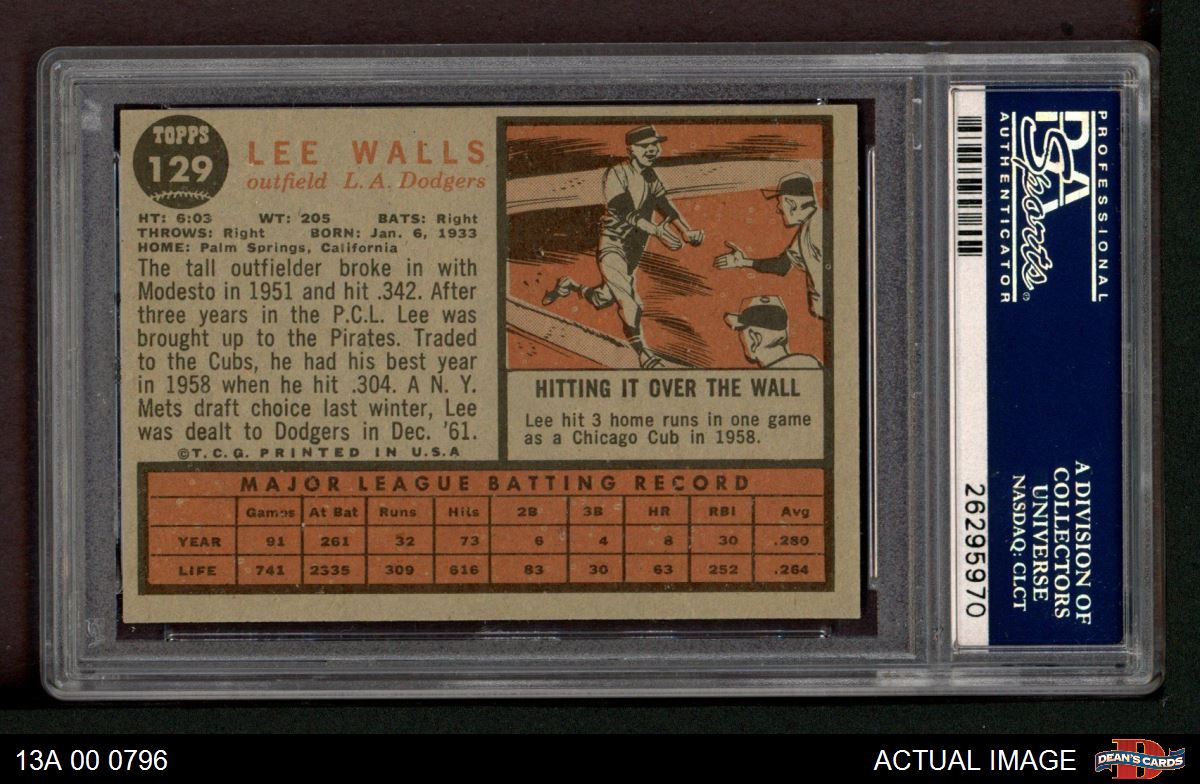 TOPPS
129
LEE WALLS
outfield L. A. Dodgers
HT: 6:03 WT: 205 BATS: Right
THROWS: Right BORN: Jan. 6, 1933
HOME: Palm Springs, California
The tall outfielder broke in with
Modesto in 1951 and hit .342. After
three years in the P.C.L. Lee was
brought up to the Pirates. Traded
to the Cubs, he had his best year
in 1958 when he hit .304. A N. Y.
Mets draft choice last winter, Lee
was dealt to Dodgers in Dec. '61.
©T.C.G. PRINTED IN U.S.A
HITTING IT OVER THE WALL
Lee hit 3 home runs in one game
as a Chicago Cub in 1958.
MAJOR LEAGUE BATTING RECORD
Games At Bat Runs Hits 2B 3B HR RBI Avg
YEAR 91 261 32 73 6 4 8 30 .280
LIFE 741 2335 309 616 83 30 63 252 .264
PROFESSIONAL
PSA
Sports®
AUTHENTICATOR
A DIVISION OF
COLLECTORS
UNIVERSE
NASDAQ: CLCT
26295970
13A 00 0796
ACTUAL IMAGE
D
DEAN'S CARDS